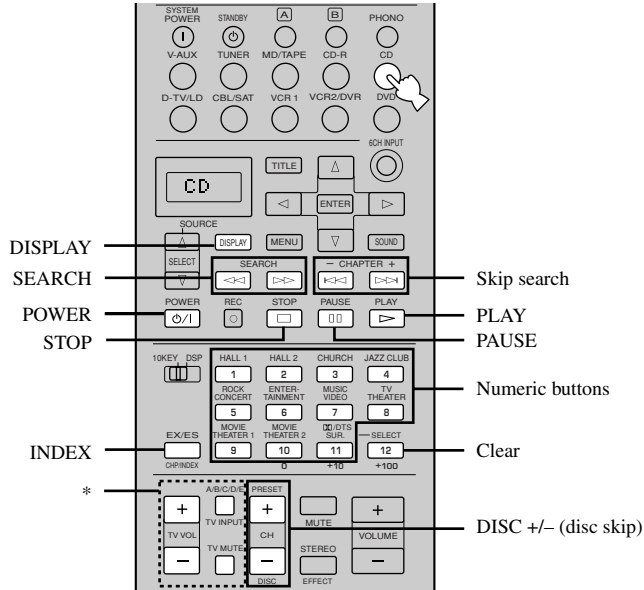 SYSTEM POWER STANDBY A B PHONO
V-AUX TUNER MD/TAPE CD-R CD
D-TV/LD CBL/SAT VCR 1 VCR2/DVR DVD
6CH INPUT
TITLE
CD
ENTER
SOURCE
DISPLAY DISPLAY MENU SOUND
SELECT
SEARCH SEARCH – CHAPTER + Skip search
POWER POWER REC STOP PAUSE PLAY PLAY
STOP PAUSE
10KEY DSP HALL 1 HALL 2 CHURCH JAZZ CLUB
1 2 3 4
Numeric buttons
ROCK CONCERT ENTER-TAINMENT MUSIC VIDEO TV THEATER
5 6 7 8
MOVIE THEATER 1 MOVIE THEATER 2 /DTS SUR. SELECT
INDEX EX/ES 9 10 11 12 Clear
CHP/INDEX 0 +10 +100
* A/B/C/D/E PRESET
+ TV INPUT + MUTE +
TV VOL CH VOLUME DISC +/– (disc skip)
TV MUTE STEREO
– – –
DISC EFFECT